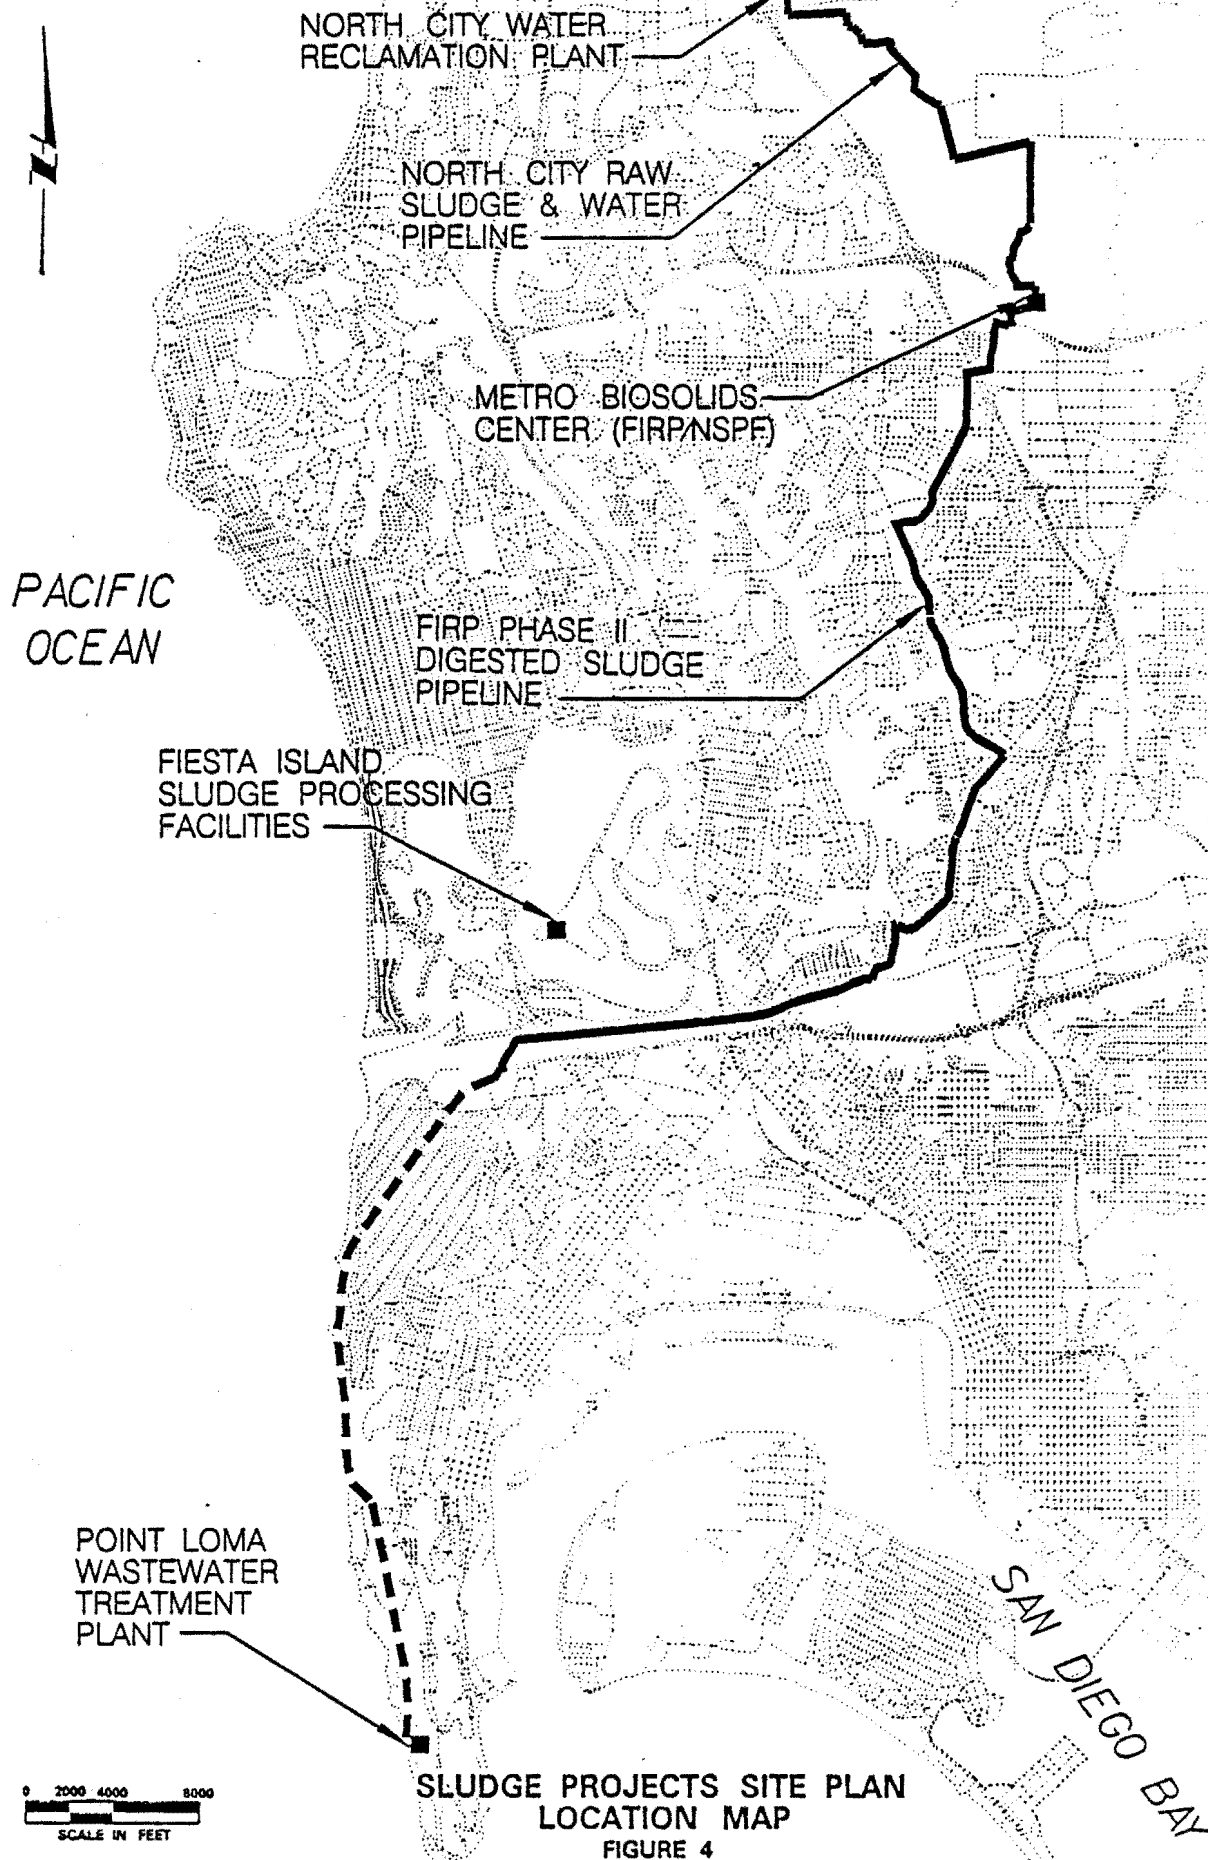 NORTH CITY WATER
RECLAMATION PLANT
N
NORTH CITY RAW
SLUDGE & WATER
PIPELINE
METRO BIOSOLIDS
CENTER (FIRP/NSPF)
PACIFIC
OCEAN
FIRP PHASE II
DIGESTED SLUDGE
PIPELINE
FIESTA ISLAND
SLUDGE PROCESSING
FACILITIES
POINT LOMA
WASTEWATER
TREATMENT
PLANT
SAN DIEGO BAY
0 2000 4000 8000
SCALE IN FEET
SLUDGE PROJECTS SITE PLAN
LOCATION MAP
FIGURE 4